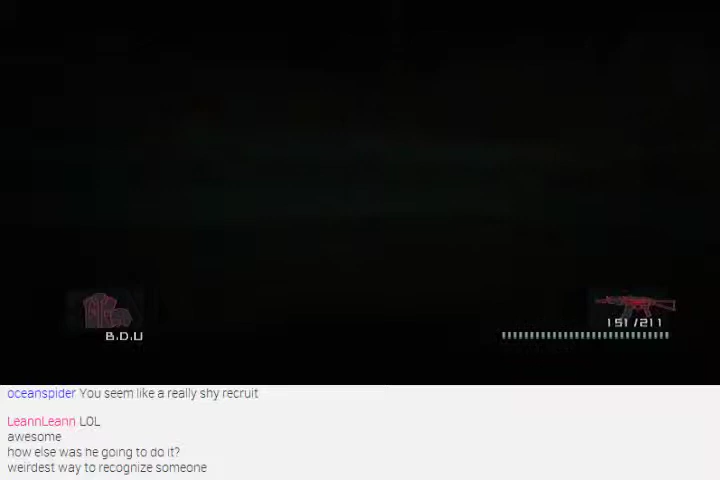 B.D.U
151/211
oceanspider You seem like a really shy recruit
LeannLeann LOL
awesome
how else was he going to do it?
weirdest way to recognize someone